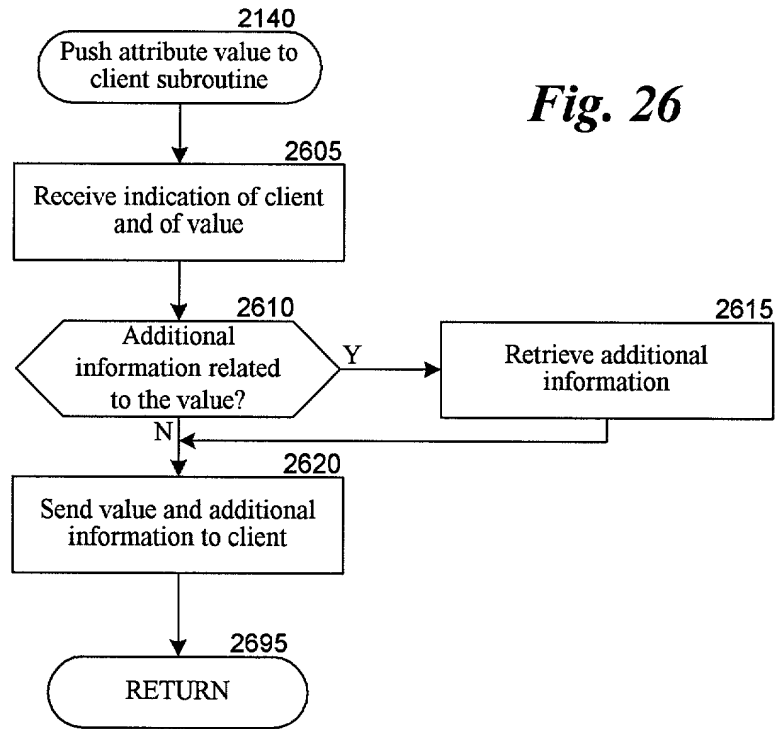 2140
Push attribute value to
client subroutine
Fig. 26
2605
Receive indication of client
and of value
2610
Additional
information related
to the value?
Y
N
2615
Retrieve additional
information
2620
Send value and additional
information to client
2695
RETURN